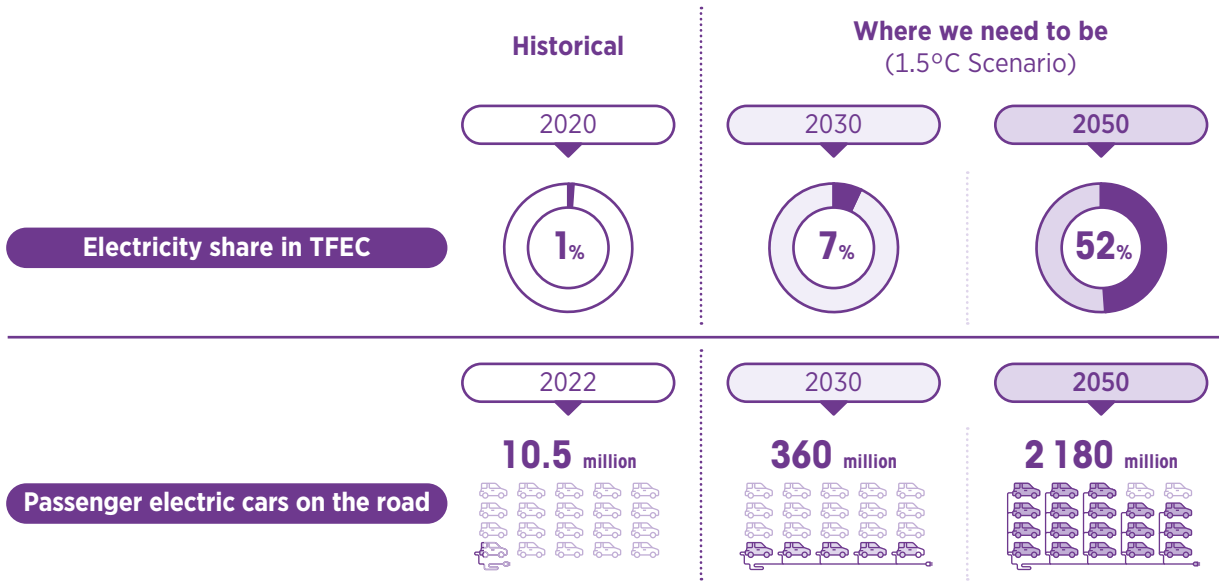 Historical
Where we need to be
(1.5°C Scenario)
2020
2030
2050
Electricity share in TFEC
1%
7%
52%
2022
2030
2050
10.5 million
360 million
2 180 million
Passenger electric cars on the road